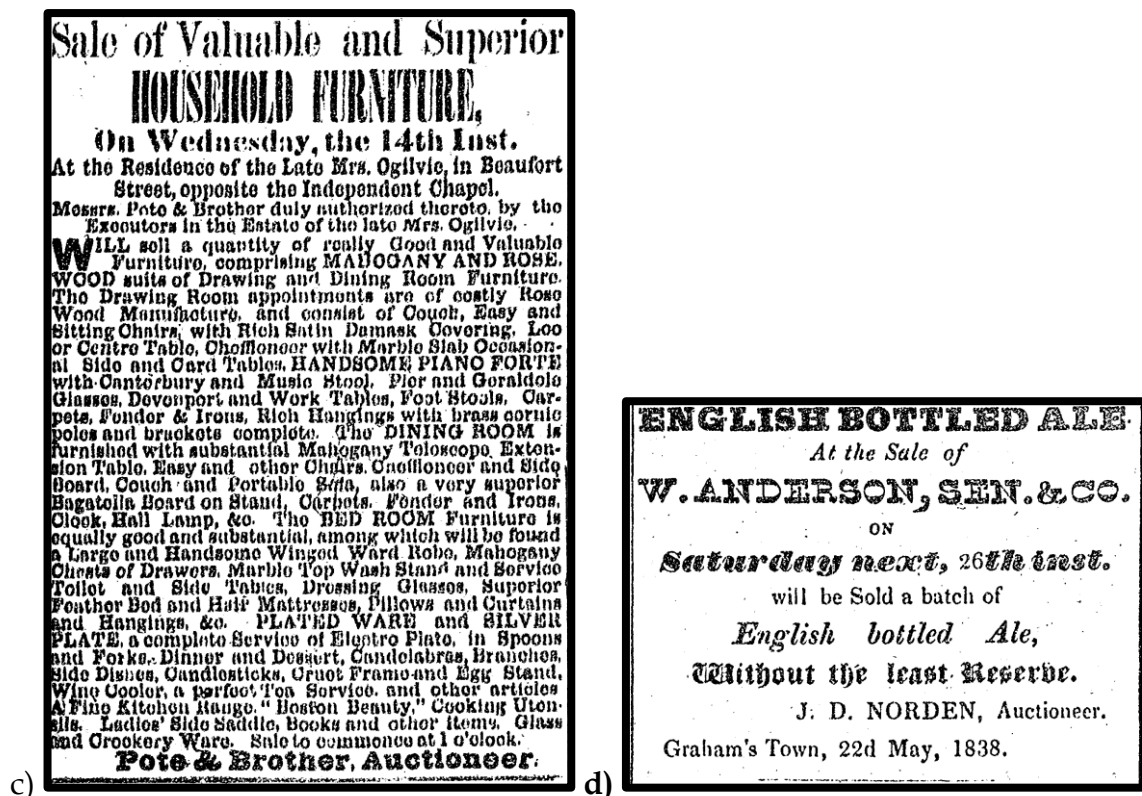 Sale of Valuable and Superior
HOUSEHOLD FURNITURE,
On Wednesday, the 14th Inst.
At the Residence of the Late Mrs. Ogilvie, in Beaufort
Street, opposite the Independent Chapel.
Messrs. Pote & Brother duly authorized thereto, by the
Executors in the Estate of the late Mrs. Ogilvie,
WILL sell a quantity of really Good and Valuable
Furniture, comprising MAHOGANY AND ROSE.
WOOD suits of Drawing and Dining Room Furniture.
The Drawing Room appointments are of costly Rose
Wood Manufacture, and consist of Couch, Easy and
Sitting Chairs, with Rich Satin Damask Covering, Loo
or Centre Table, Cheffioneer with Marble Slab Occasion-
al Side and Card Tables, HANDSOME PIANO FORTE
with Canterbury and Music Stool, Pier and Geraldole
Glasses, Devonport and Work Tables, Foot Stools, Car-
pets, Fender & Irons, Rich Hangings with brass cornic
poles and brackets complete. The DINING ROOM is
furnished with substantial Mahogany Teloscope Exten-
sion Table, Easy and other Chairs, Cheffioneer and Side
Board, Couch and Portable Sofa, also a very superior
Bagatella Board on Stand, Carpets, Fender and Irons,
Clock, Hall Lamp, &c. The BED ROOM Furniture is
equally good and substantial, among which will be found
a Large and Handsome Winged Ward Robe, Mahogany
Chests of Drawers, Marble Top Wash Stand and Service
Toilet and Side Tables, Dressing Glasses, Superior
Feather Bed and Hair Mattresses, Pillows and Curtains
and Hangings, &c. PLATED WARE and SILVER
PLATE, a complete Service of Electro Plate, in Spoons
and Forks, Dinner and Dessert, Candelabras, Branches,
Side Dishes, Candlesticks, Cruet Frame and Egg Stand,
Wine Cooler, a perfect Tea Service, and other articles
A Fine Kitchen Range, "Boston Beauty," Cooking Uten-
sils. Ladies' Side Saddle, Books and other items. Glass
and Crockery Ware. Sale to commence at 1 o'clock.
Pote & Brother, Auctioneer.
c)
ENGLISH BOTTLED ALE
At the Sale of
W. ANDERSON, SEN. & CO.
ON
Saturday next, 26th inst.
will be Sold a batch of
English bottled Ale,
Without the least Reserve.
J. D. NORDEN, Auctioneer.
Graham's Town, 22d May, 1838.
d)